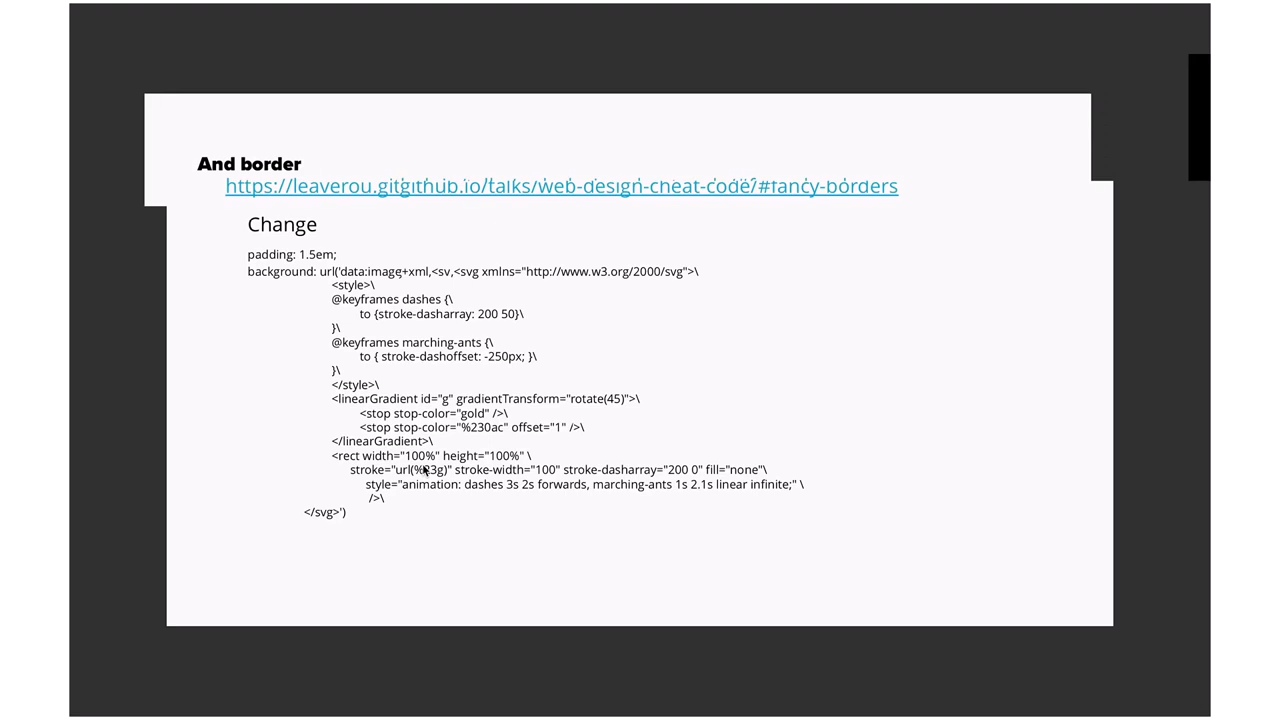 And border
https://leaverou.gitgithub.io/talks/web-design-cheat-code/#fancy-borders
Change
padding: 1.5em;
background: url('data:image+xml,<sv,<svg xmlns="http://www.w3.org/2000/svg">\
<style>\
@keyframes dashes {\
to {stroke-dasharray: 200 50}\
}\
@keyframes marching-ants {\
to { stroke-dashoffset: -250px; }\
}\
</style>\
<linearGradient id="g" gradientTransform="rotate(45)">\
<stop stop-color="gold" />\
<stop stop-color="%230ac" offset="1" />\
</linearGradient>\
<rect width="100%" height="100%" \
stroke="url(%23g)" stroke-width="100" stroke-dasharray="200 0" fill="none"\
style="animation: dashes 3s 2s forwards, marching-ants 1s 2.1s linear infinite;" \
/>\
</svg>')